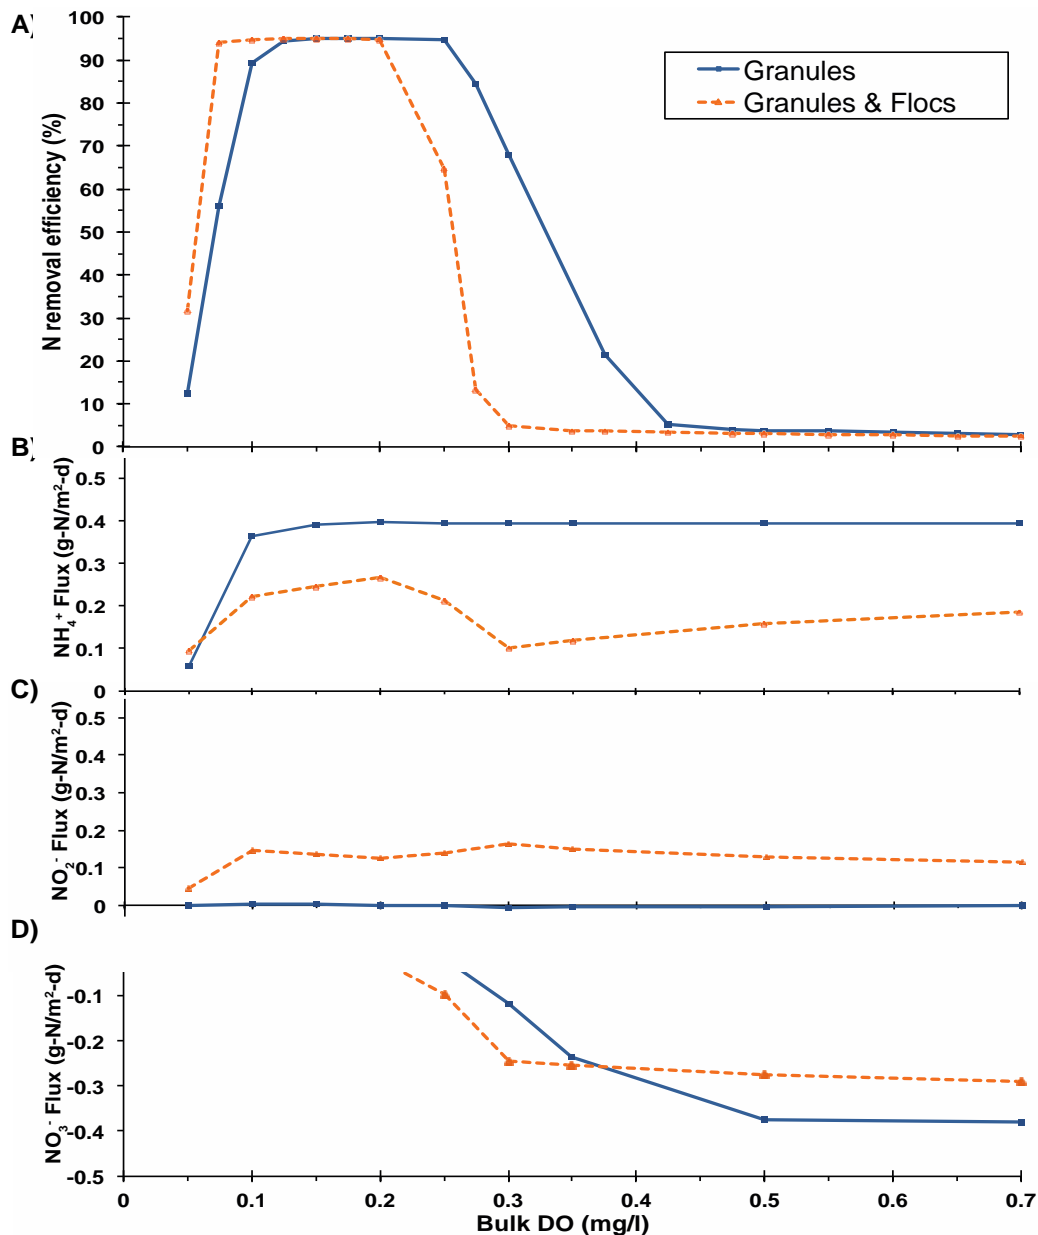 A)
100
90
80
70
60
50
40
30
20
10
0
N removal efficiency (%)
Granules
Granules & Flocs
B)
0.5
0.4
0.3
0.2
0.1
0
NH₄⁺ Flux (g-N/m²-d)
C)
0.5
0.4
0.3
0.2
0.1
0
NO₂⁻ Flux (g-N/m²-d)
D)
-0.1
-0.2
-0.3
-0.4
-0.5
NO₃⁻ Flux (g-N/m²-d)
0 0.1 0.2 0.3 0.4 0.5 0.6 0.7
Bulk DO (mg/l)